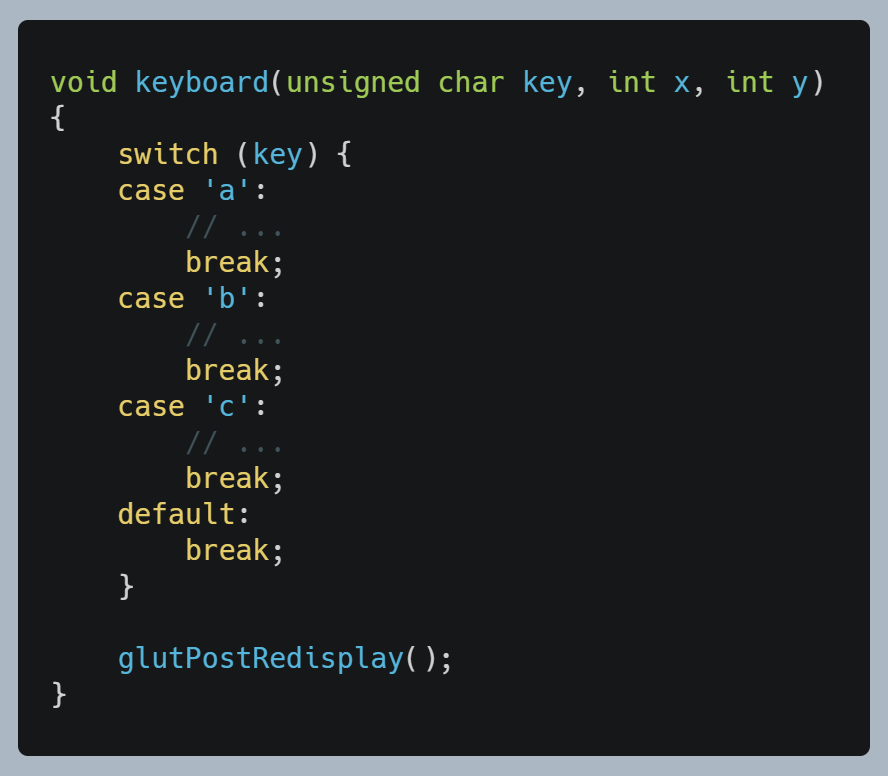 void keyboard(unsigned char key, int x, int y)
{
    switch (key) {
    case 'a':
        // ...
        break;
    case 'b':
        // ...
        break;
    case 'c':
        // ...
        break;
    default:
        break;
    }

    glutPostRedisplay();
}